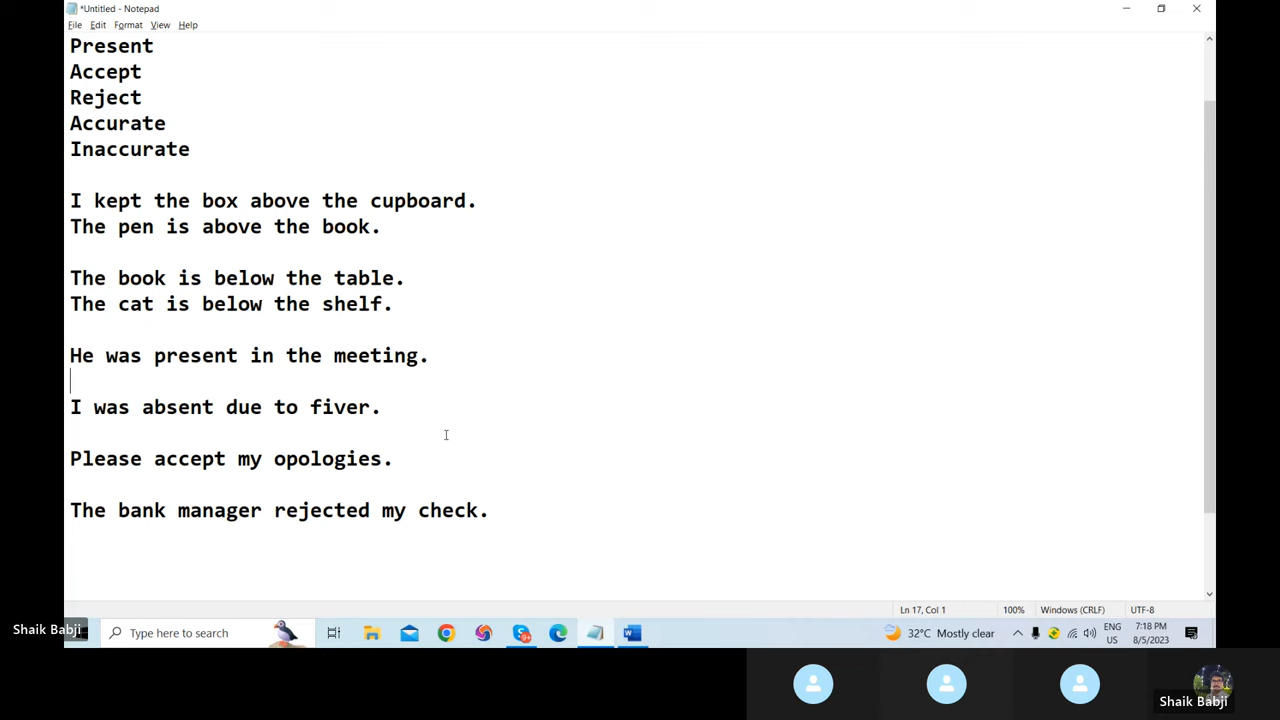 *Untitled - Notepad
File Edit Format View Help
Present
Accept
Reject
Accurate
Inaccurate
I kept the box above the cupboard.
The pen is above the book.
The book is below the table.
The cat is below the shelf.
He was present in the meeting.
I was absent due to fiver.
Please accept my opologies.
The bank manager rejected my check.
Ln 17, Col 1 100% Windows (CRLF) UTF-8
Shaik Babji
Type here to search
32°C Mostly clear
ENG
US
7:18 PM
8/5/2023
Shaik Babji